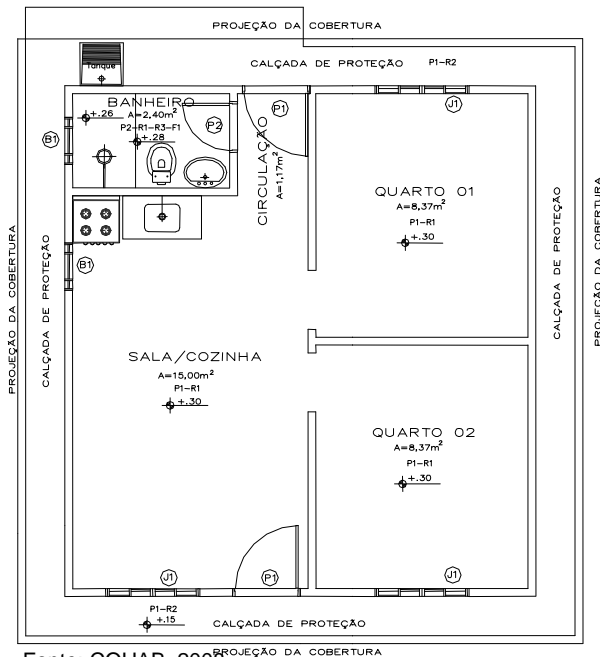 PROJEÇÃO DA COBERTURA
CALÇADA DE PROTEÇÃO P1-R2
Tanque
BANHEIRO
A=2,40m²
+.26
P2-R1-R3-F1
+.28
P2
P1
J1
B1
CIRCULAÇÃO
A=1,17m²
QUARTO 01
A=8,37m²
P1-R1
+.30
B1
PROJEÇÃO DA COBERTURA
CALÇADA DE PROTEÇÃO
CALÇADA DE PROTEÇÃO
PROJEÇÃO DA COBERTURA
SALA/COZINHA
A=15,00m²
P1-R1
+.30
QUARTO 02
A=8,37m²
P1-R1
+.30
J1
P1
J1
P1-R2
+.15
CALÇADA DE PROTEÇÃO
PROJEÇÃO DA COBERTURA